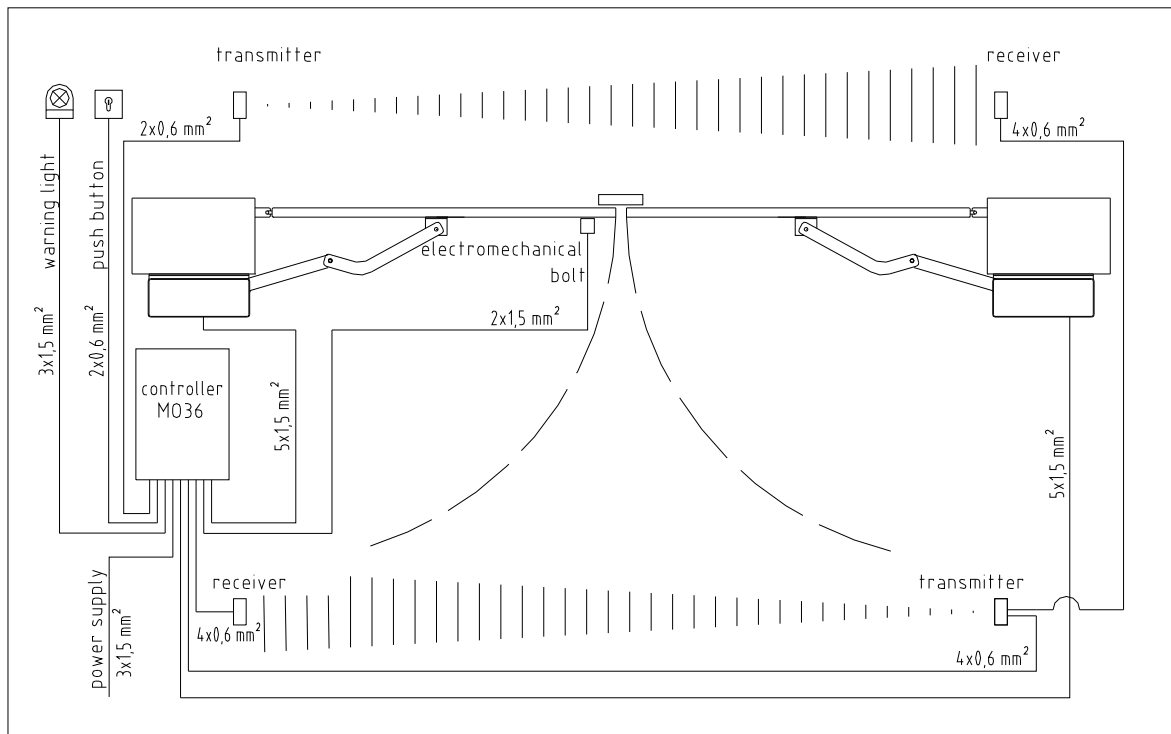 transmitter
receiver
2x0,6 mm²
4x0,6 mm²
warning light
push button
electromechanical
bolt
3x1,5 mm²
2x0,6 mm²
2x1,5 mm²
controller
MO36
5x1,5 mm²
5x1,5 mm²
receiver
transmitter
power supply
3x1,5 mm²
4x0,6 mm²
4x0,6 mm²